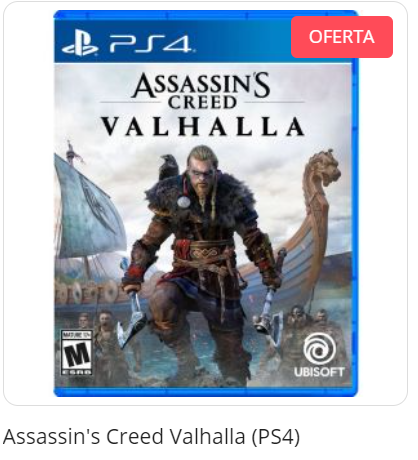 OFERTA
PS4
ASSASSIN'S
CREED
VALHALLA
MATURE 17+
M
ESRB
UBISOFT
Assassin's Creed Valhalla (PS4)